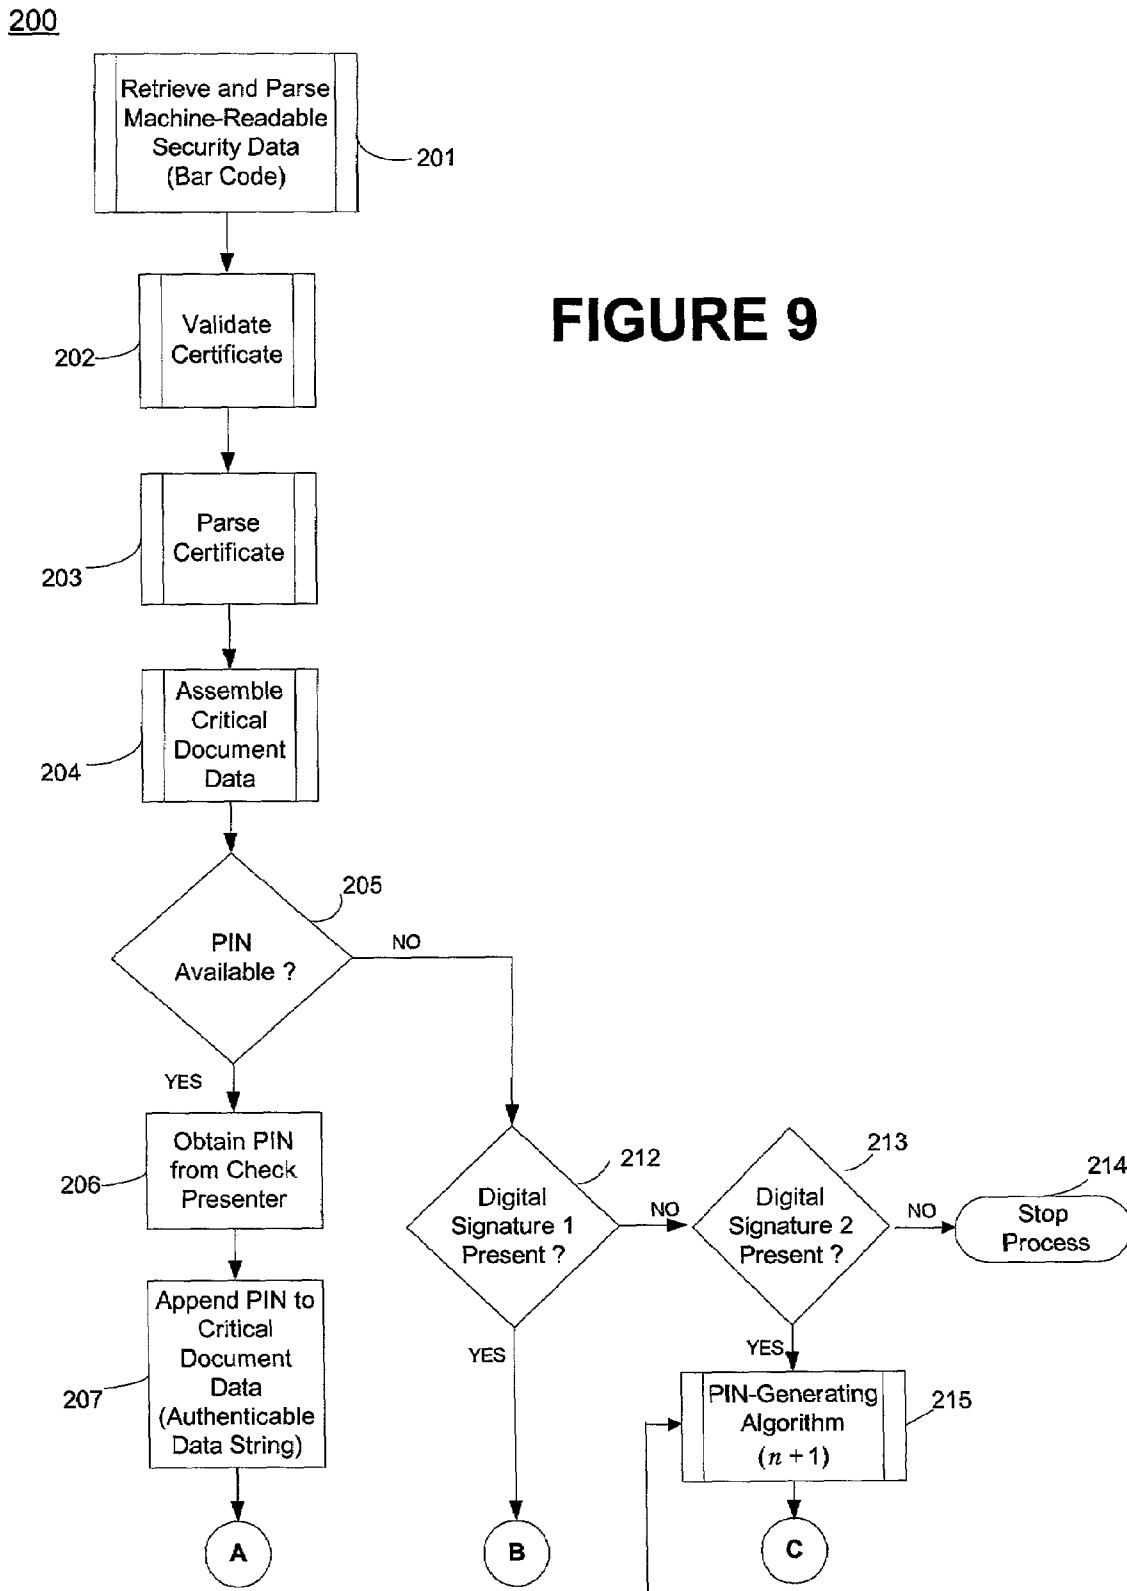 200
Retrieve and Parse
Machine-Readable
Security Data
(Bar Code)
201
FIGURE 9
Validate
Certificate
202
Parse
Certificate
203
Assemble
Critical
Document
Data
204
205
PIN
Available ?
NO
YES
Obtain PIN
from Check
Presenter
206
212
213
214
Digital
Signature 1
Present ?
NO
Digital
Signature 2
Present ?
NO
Stop
Process
Append PIN to
Critical
Document
Data
(Authenticable
Data String)
207
YES
YES
PIN-Generating
Algorithm
(n + 1)
215
A
B
C